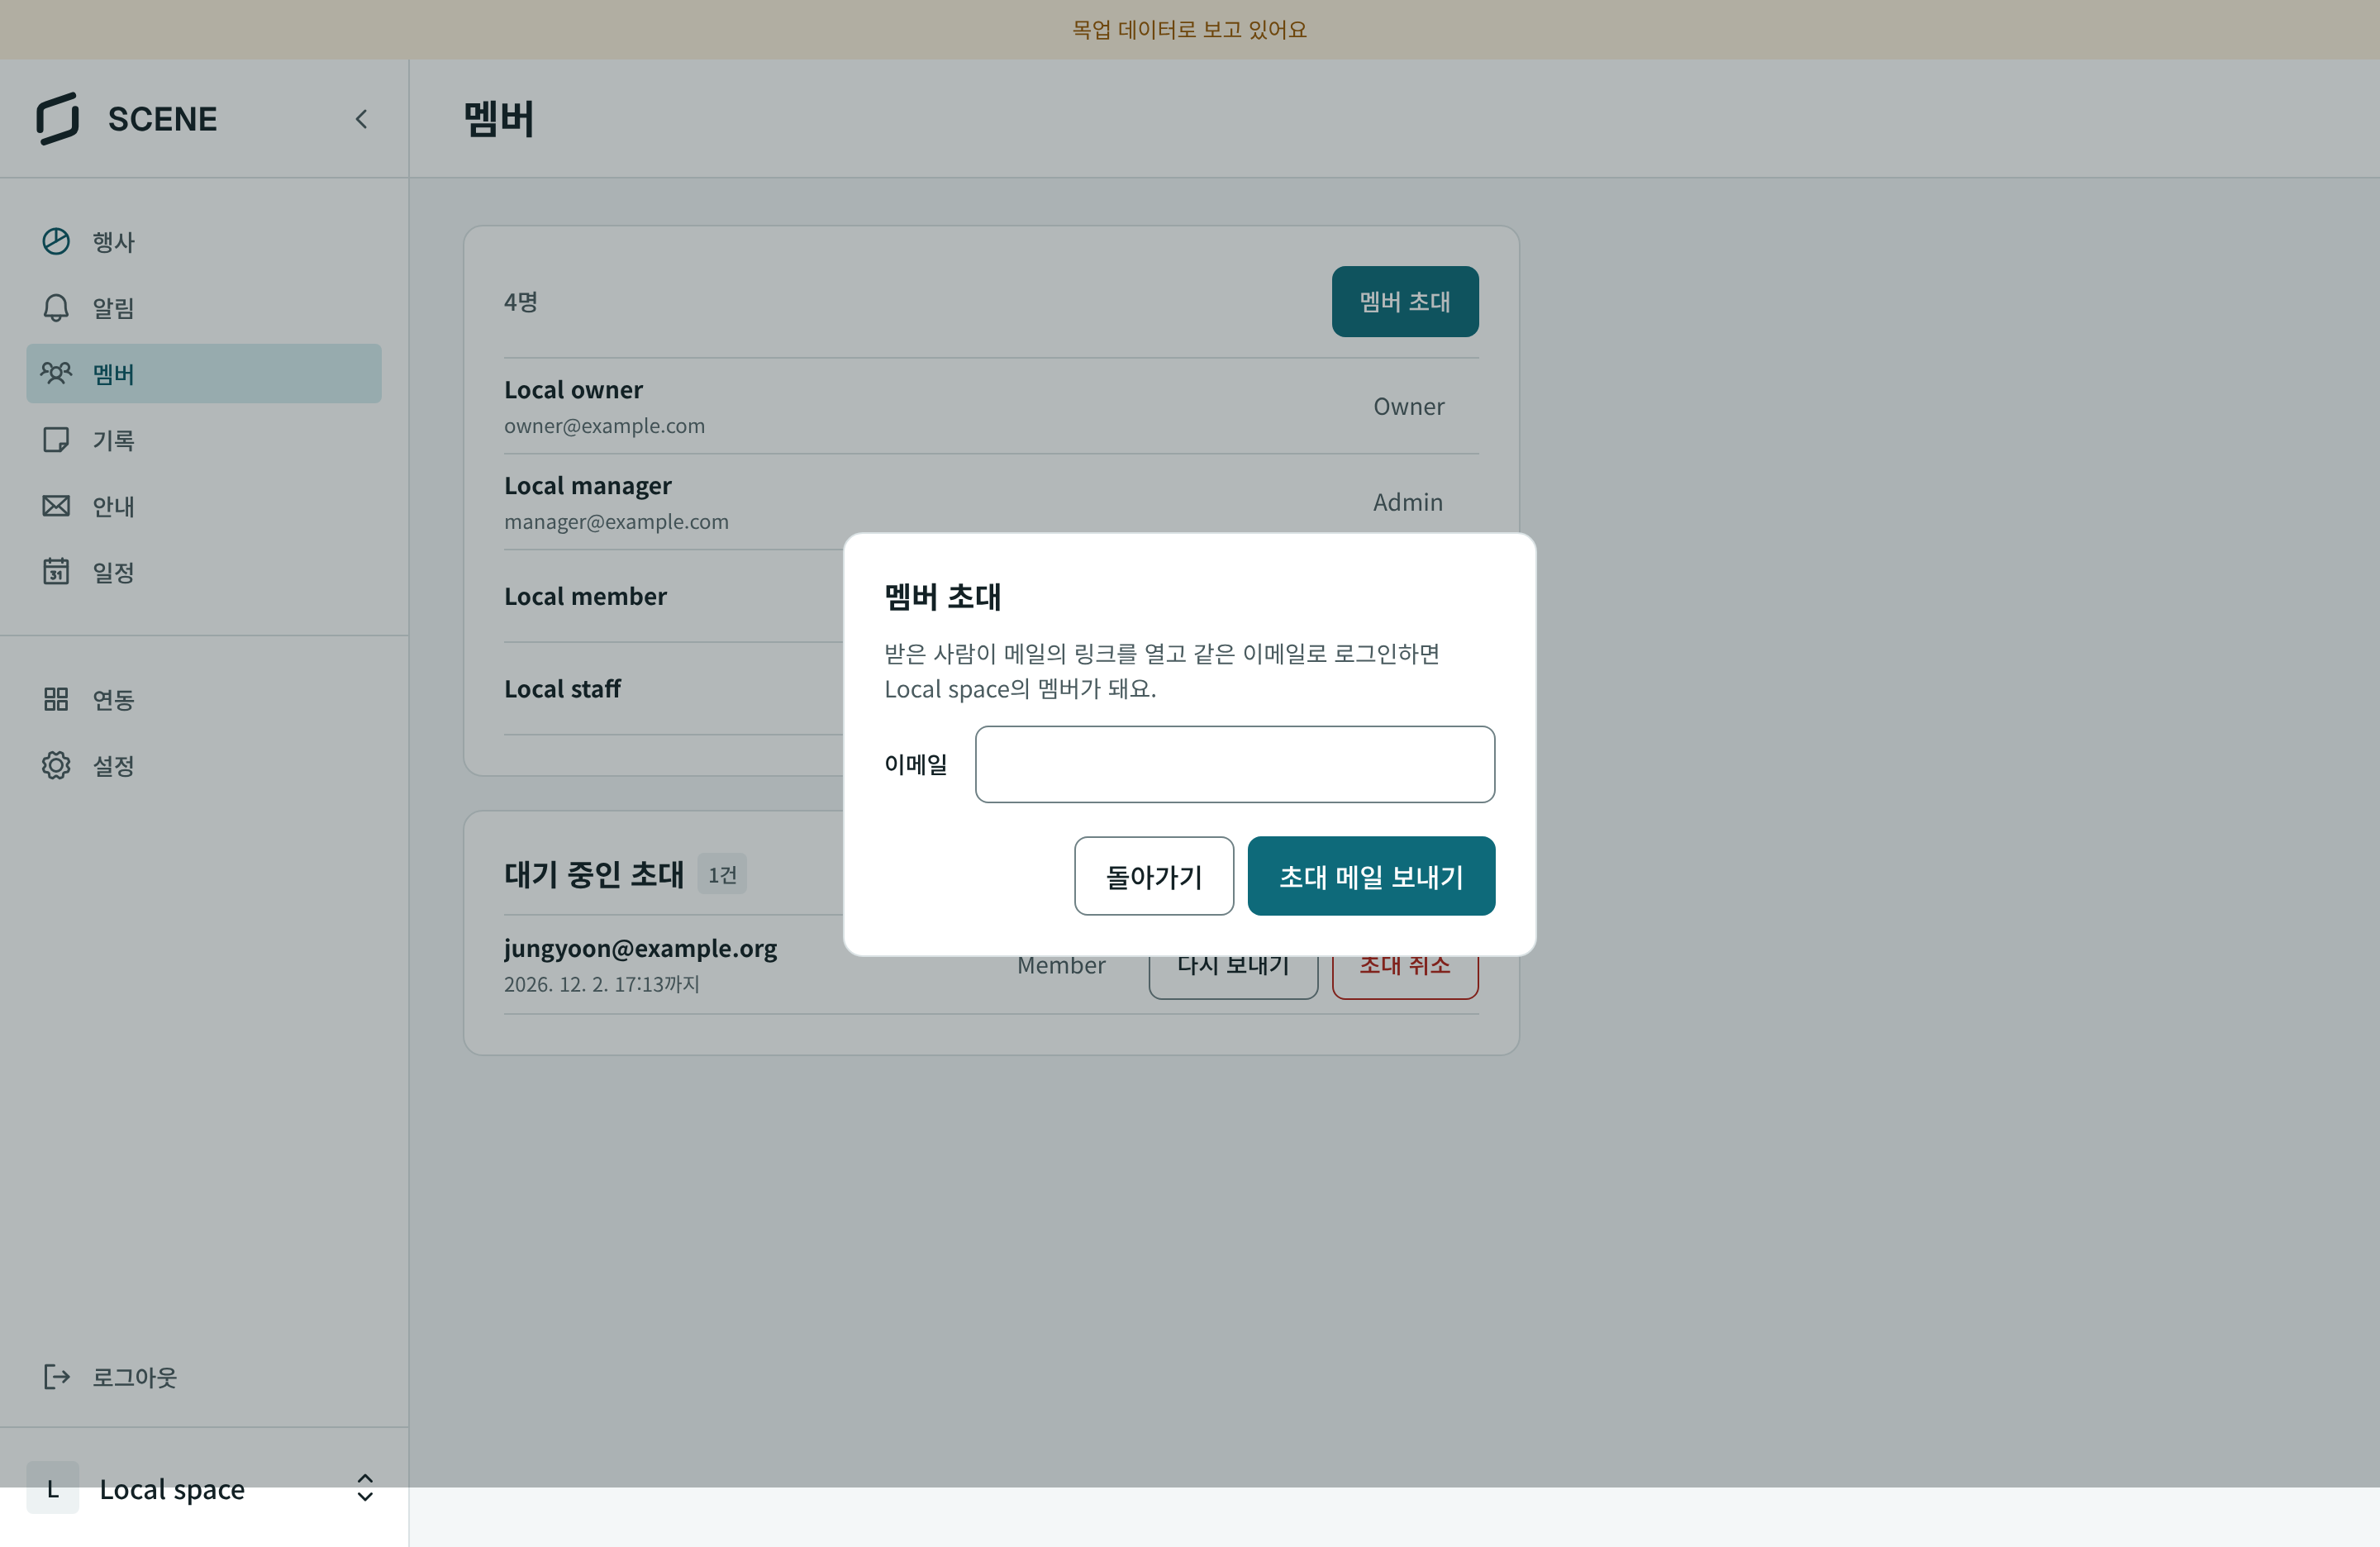 목업 데이터로 보고 있어요
SCENE
멤버
행사
알림
멤버
기록
안내
31
일정
연동
설정
로그아웃
L Local space
4명
멤버 초대
Local owner
owner@example.com
Owner
Local manager
manager@example.com
Admin
Local member
Local staff
대기 중인 초대 1건
jungyoon@example.org
2026. 12. 2. 17:13까지
Member
다시 보내기
초대 취소
멤버 초대
받은 사람이 메일의 링크를 열고 같은 이메일로 로그인하면
Local space의 멤버가 돼요.
이메일
돌아가기
초대 메일 보내기